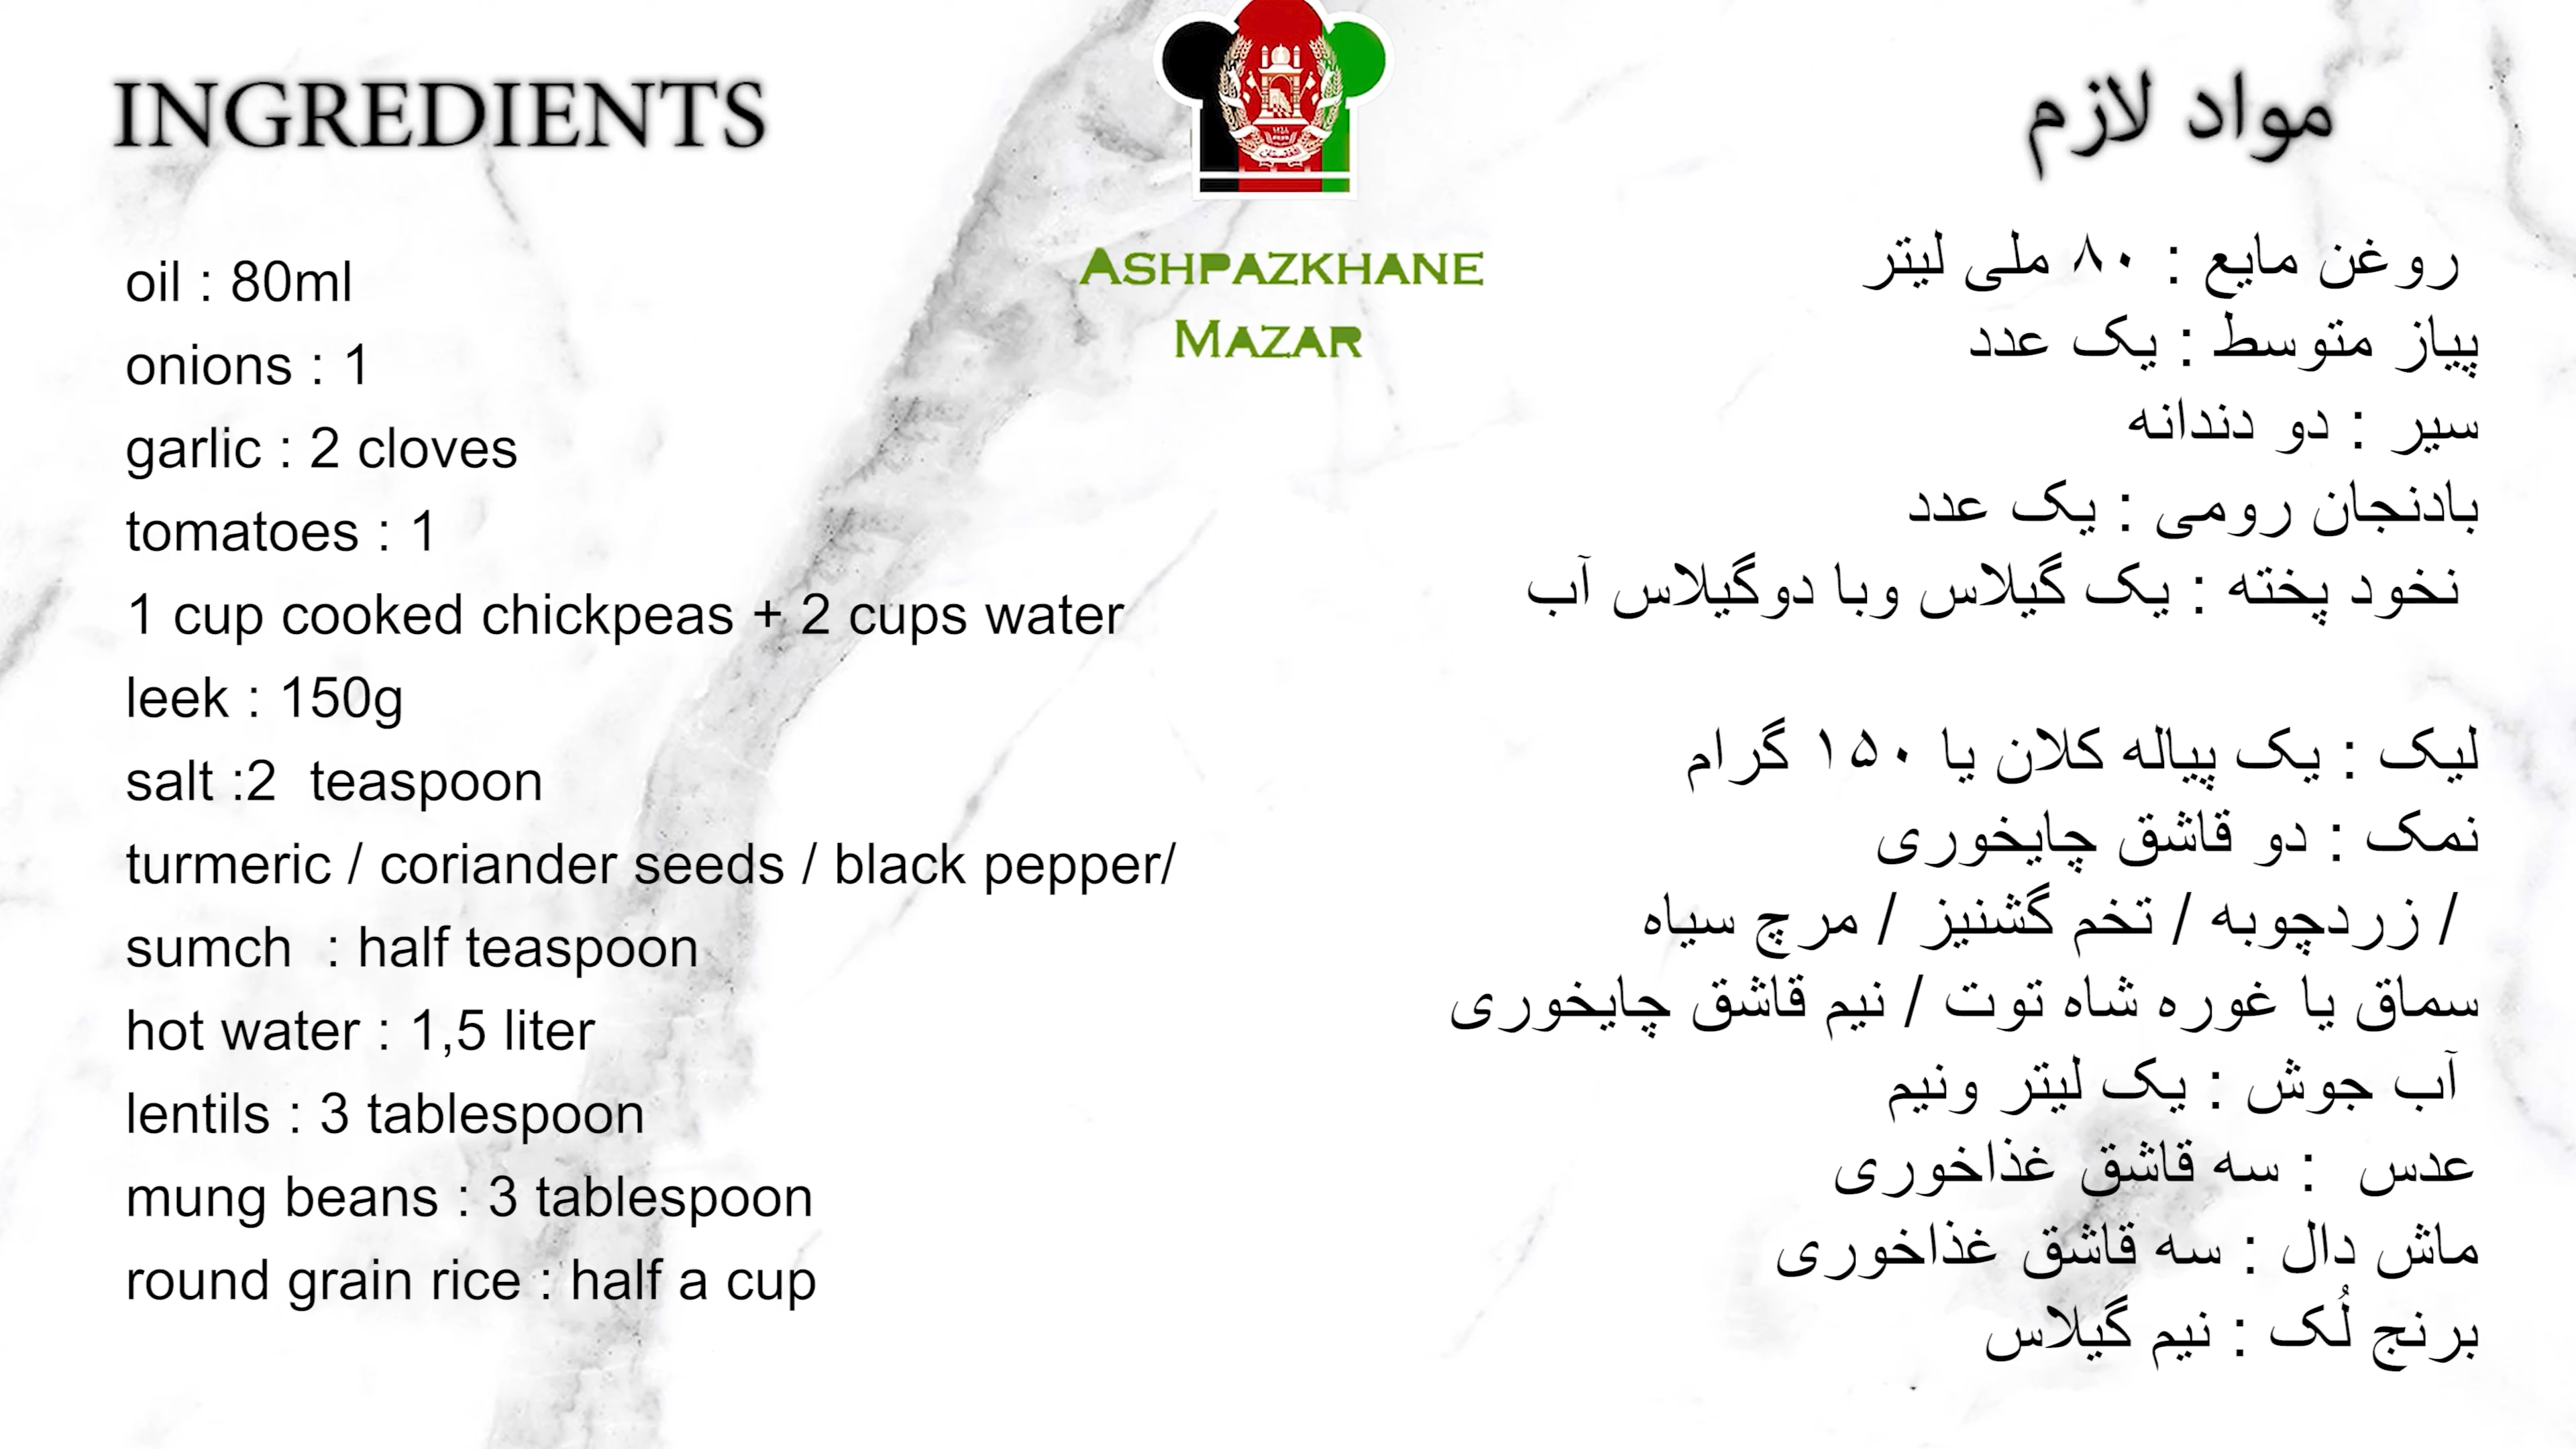 INGREDIENTS
oil : 80ml
onions : 1
garlic : 2 cloves
tomatoes : 1
1 cup cooked chickpeas + 2 cups water
leek : 150g
salt :2  teaspoon
turmeric / coriander seeds / black pepper/
sumch  : half teaspoon
hot water : 1,5 liter
lentils : 3 tablespoon
mung beans : 3 tablespoon
round grain rice : half a cup
ASHPAZKHANE
MAZAR
مواد لازم
روغن مایع : ۸۰ ملی لیتر
پیاز متوسط : یک عدد
سیر : دو دندانه
بادنجان رومی : یک عدد
نخود پخته : یک گیلاس وبا دوگیلاس آب
لیک : یک پیاله کلان یا ۱۵۰ گرام
نمک : دو قاشق چایخوری
/ زردچوبه / تخم گشنیز / مرچ سیاه
سماق یا غوره شاه توت / نیم قاشق چایخوری
آب جوش : یک لیتر ونیم
عدس  : سه قاشق غذاخوری
ماش دال : سه قاشق غذاخوری
برنج لُک : نیم گیلاس